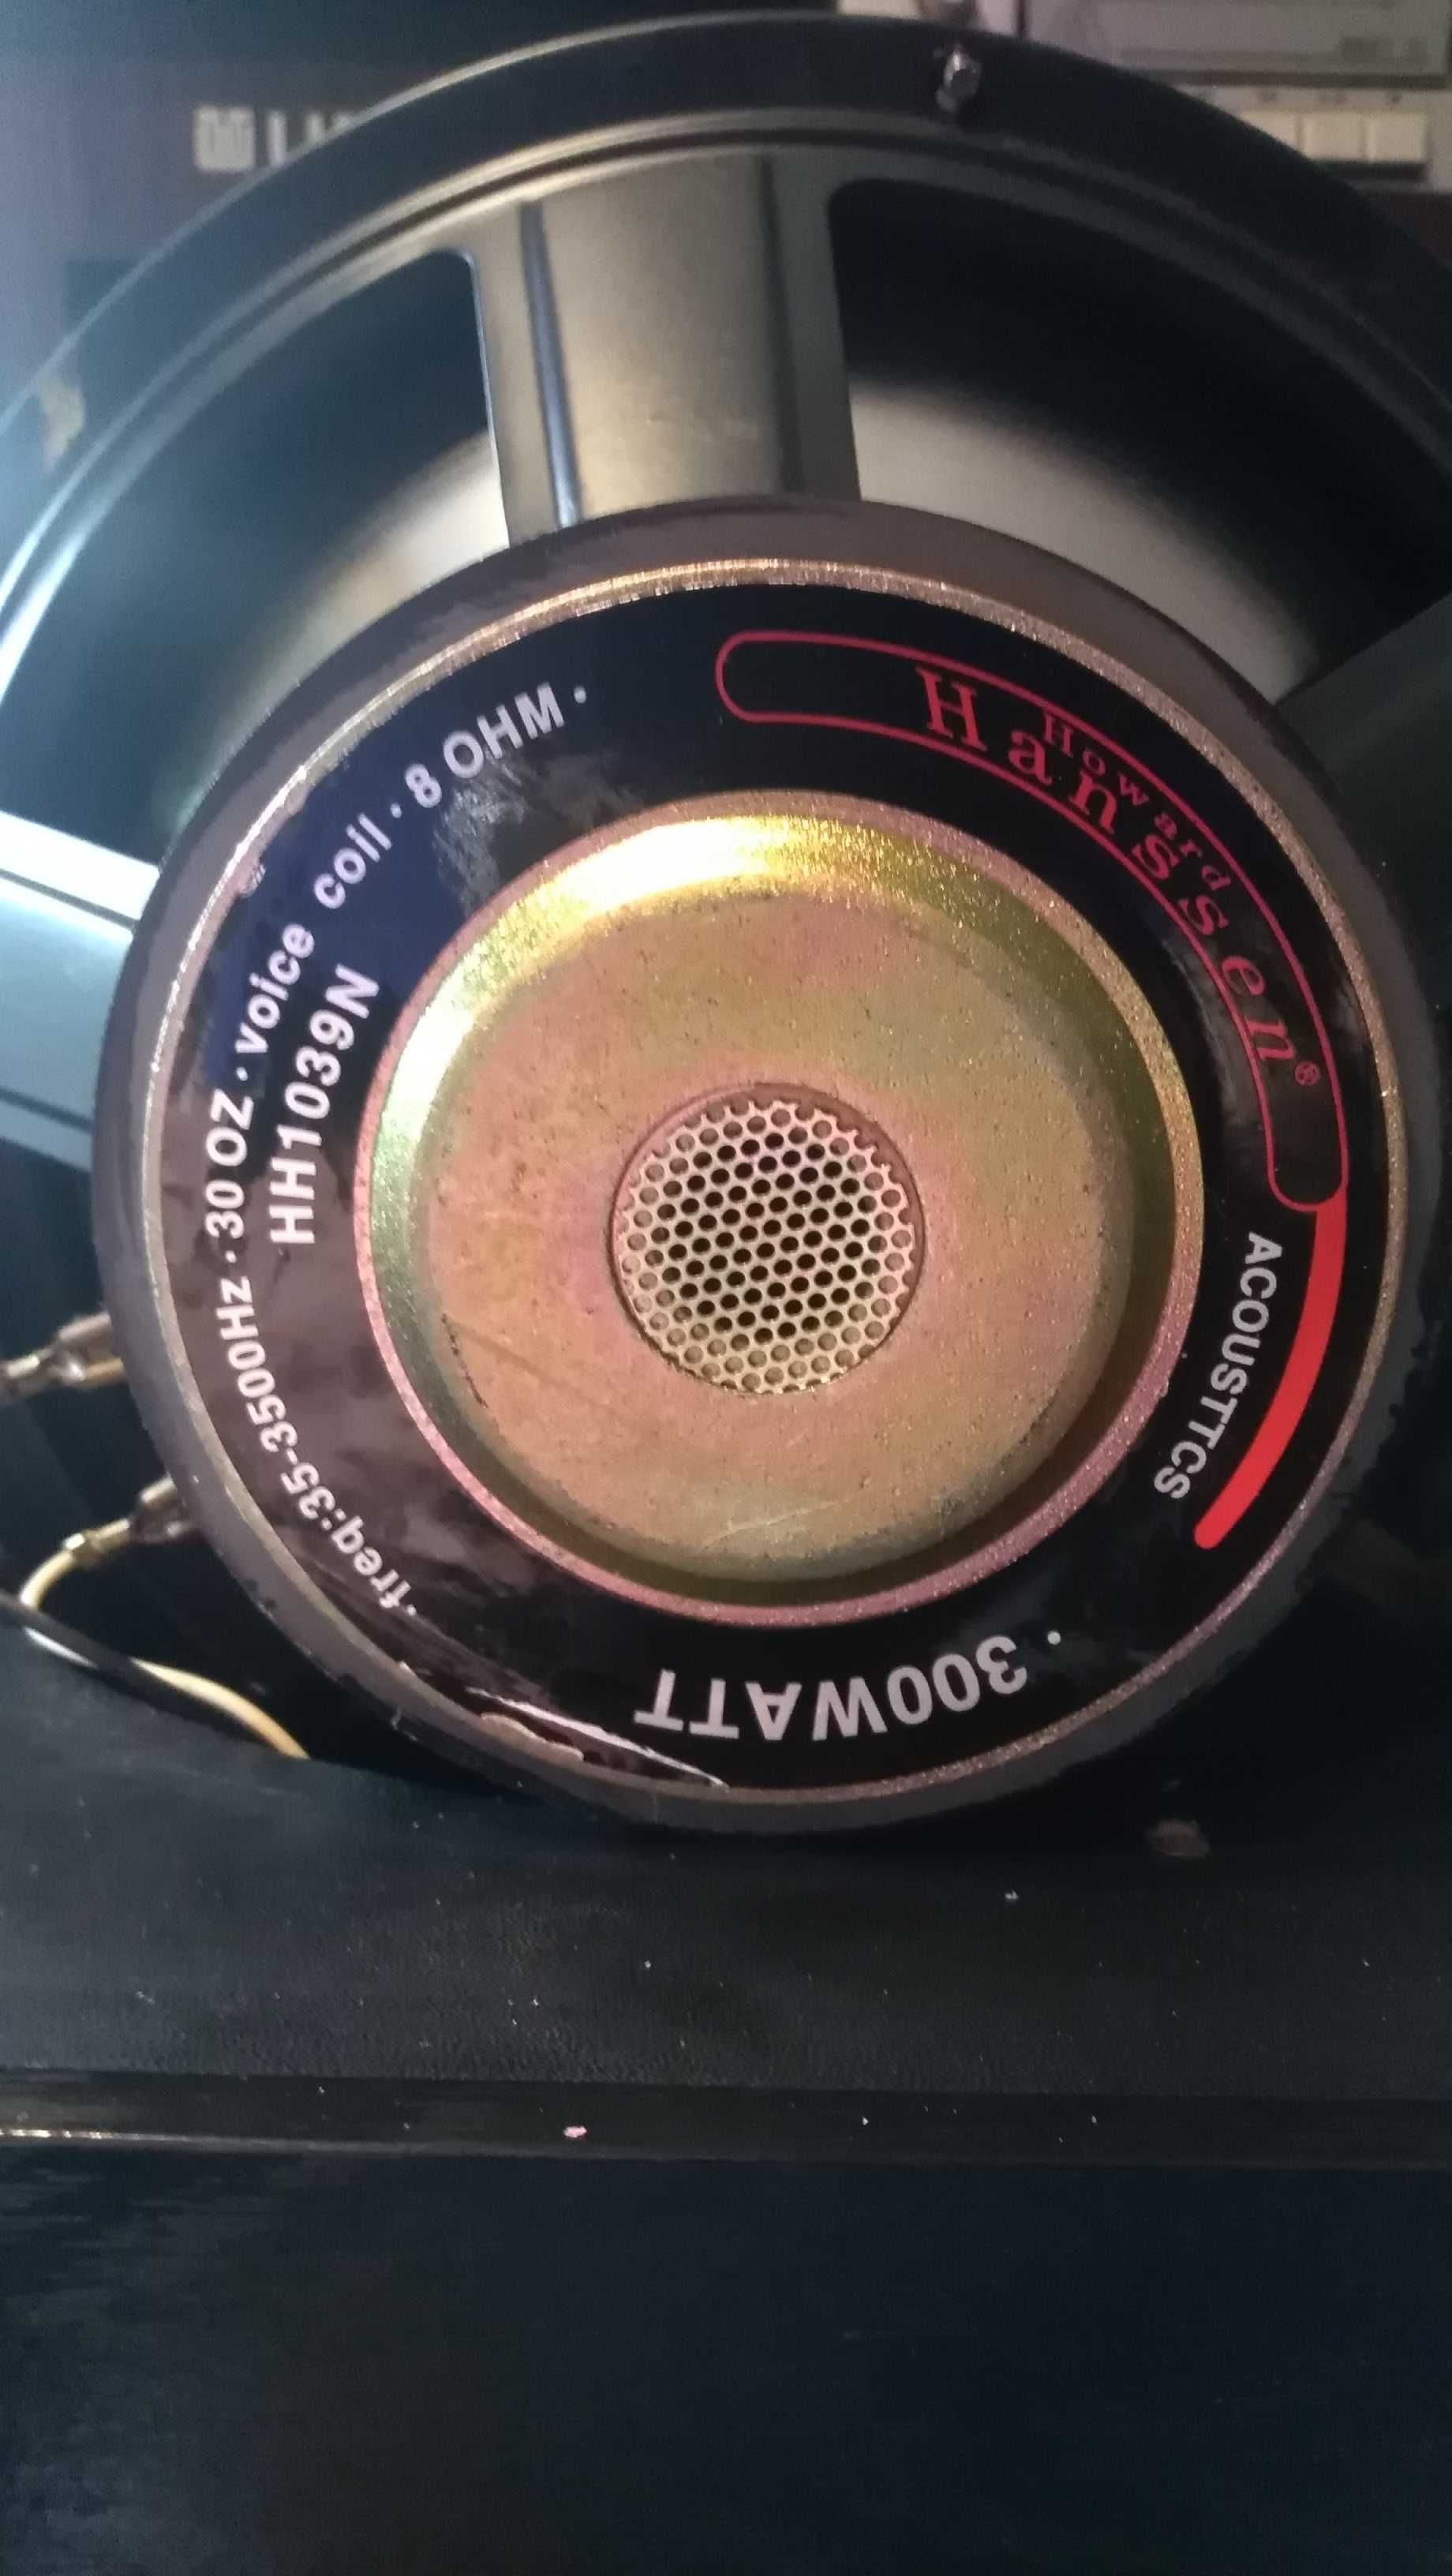 Howard
Hanssen®
ACOUSTTCS
· 300WATT
·freq:35-3500Hz · 30 OZ · voice coil · 8 OHM ·
HH1039N